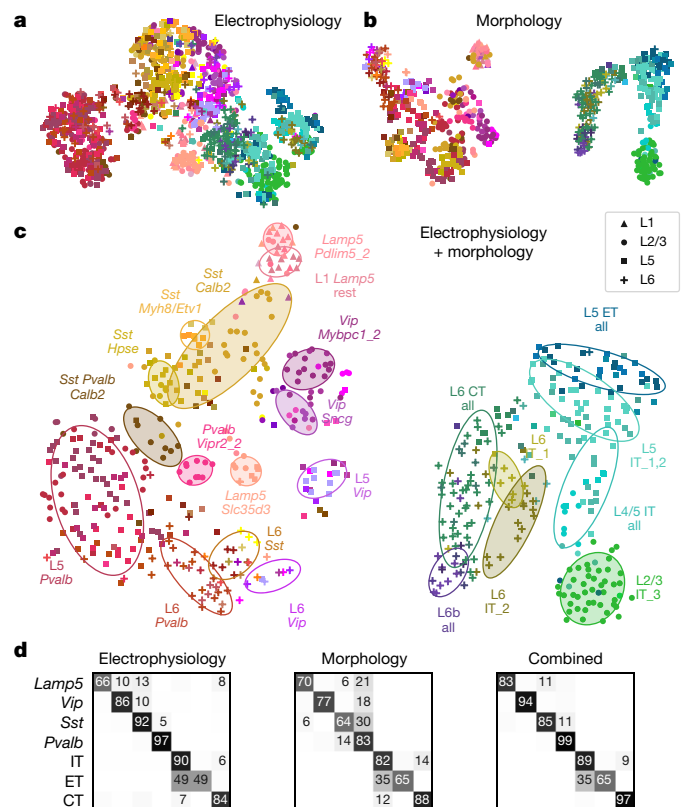 a
Electrophysiology
b
Morphology
c
Electrophysiology
+ morphology
L1
L2/3
L5
L6
Lamp5
Pdlim5_2
L1 Lamp5
rest
Sst
Calb2
Sst
Myh8/Etv1
Sst
Hpse
Vip
Mybpc1_2
Sst Pvalb
Calb2
Vip
Sncg
Pvalb
Vipr2_2
Lamp5
Slc35d3
L5
Vip
L5
Pvalb
L6
Sst
L6
Pvalb
L6
Vip
L5 ET
all
L6 CT
all
L6
IT_1
L5
IT_1,2
L4/5 IT
all
L6b
all
L6
IT_2
L2/3
IT_3
d
Electrophysiology
Morphology
Combined
Lamp5 66 10 13 8 70 6 21 83 11
Vip 86 10 77 18 94
Sst 92 5 6 64 30 85 11
Pvalb 97 14 83 99
IT 90 6 82 14 89 9
ET 49 49 35 65 35 65
CT 7 84 12 88 97